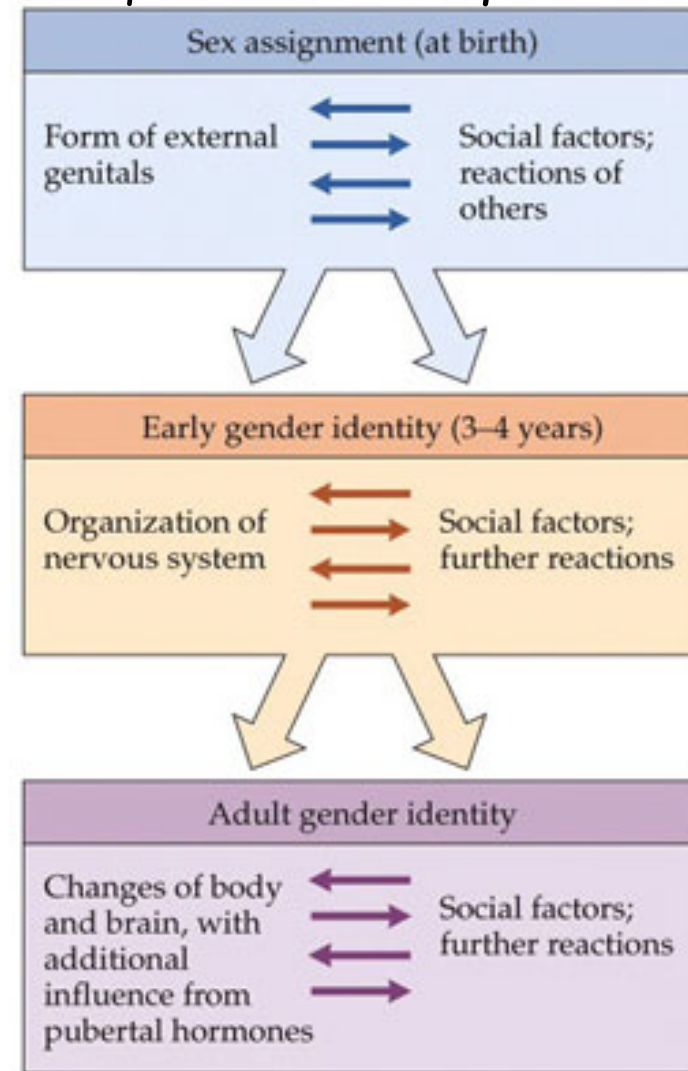 Sex assignment (at birth)
Form of external
genitals
Social factors;
reactions of
others
Early gender identity (3–4 years)
Organization of
nervous system
Social factors;
further reactions
Adult gender identity
Changes of body
and brain, with
additional
influence from
pubertal hormones
Social factors;
further reactions